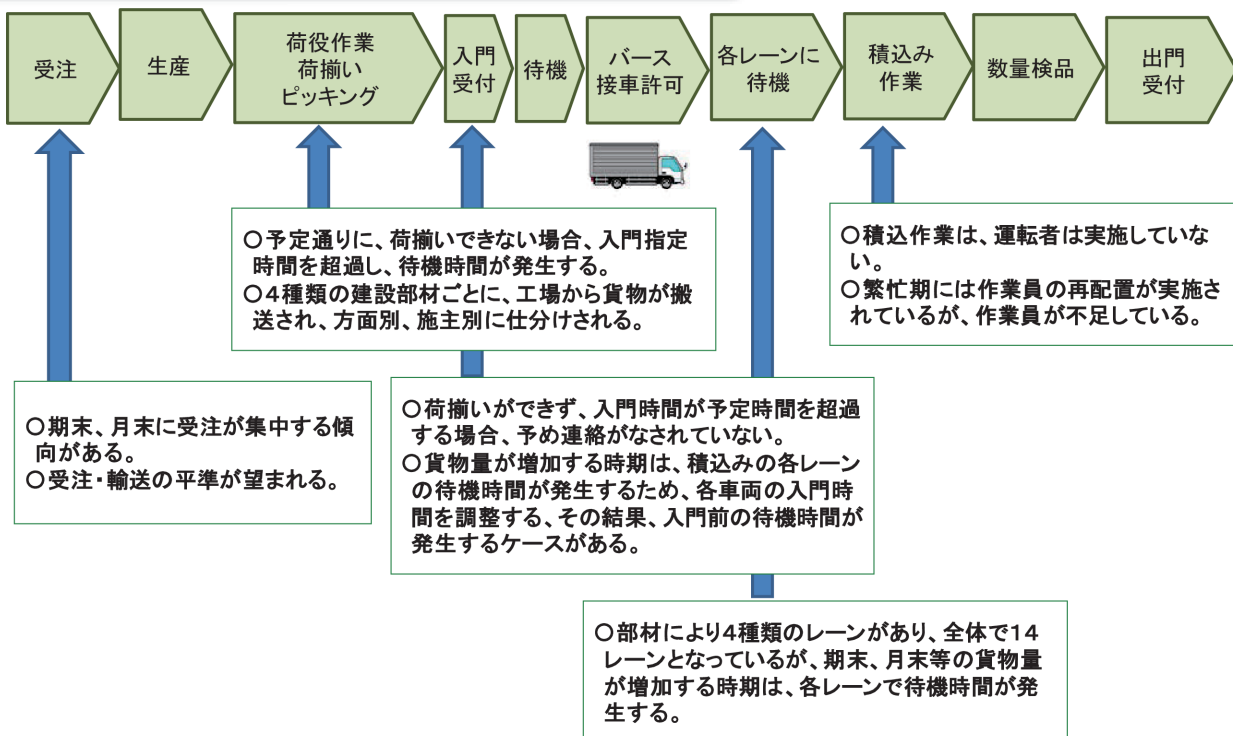 受注
生産
荷役作業
荷揃い
ピッキング
入門
受付
待機
バース
接車許可
各レーンに
待機
積込み
作業
数量検品
出門
受付
○予定通りに、荷揃いできない場合、入門指定
時間を超過し、待機時間が発生する。
○4種類の建設部材ごとに、工場から貨物が搬
送され、方面別、施主別に仕分けされる。
○積込作業は、運転者は実施していな
い。
○繁忙期には作業員の再配置が実施さ
れているが、作業員が不足している。
○期末、月末に受注が集中する傾
向がある。
○受注・輸送の平準が望まれる。
○荷揃いができず、入門時間が予定時間を超過
する場合、予め連絡がなされていない。
○貨物量が増加する時期は、積込みの各レーン
の待機時間が発生するため、各車両の入門時
間を調整する、その結果、入門前の待機時間が
発生するケースがある。
○部材により4種類のレーンがあり、全体で14
レーンとなっているが、期末、月末等の貨物量
が増加する時期は、各レーンで待機時間が発
生する。